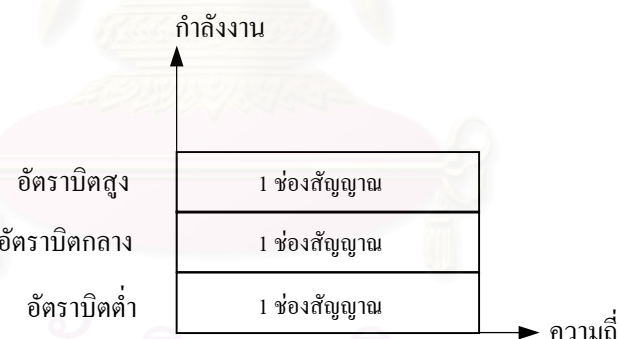 กำลังงาน
อัตราบิตสูง 1 ช่องสัญญาณ
อัตราบิตกลาง 1 ช่องสัญญาณ
อัตราบิตต่ำ 1 ช่องสัญญาณ
ความถี่